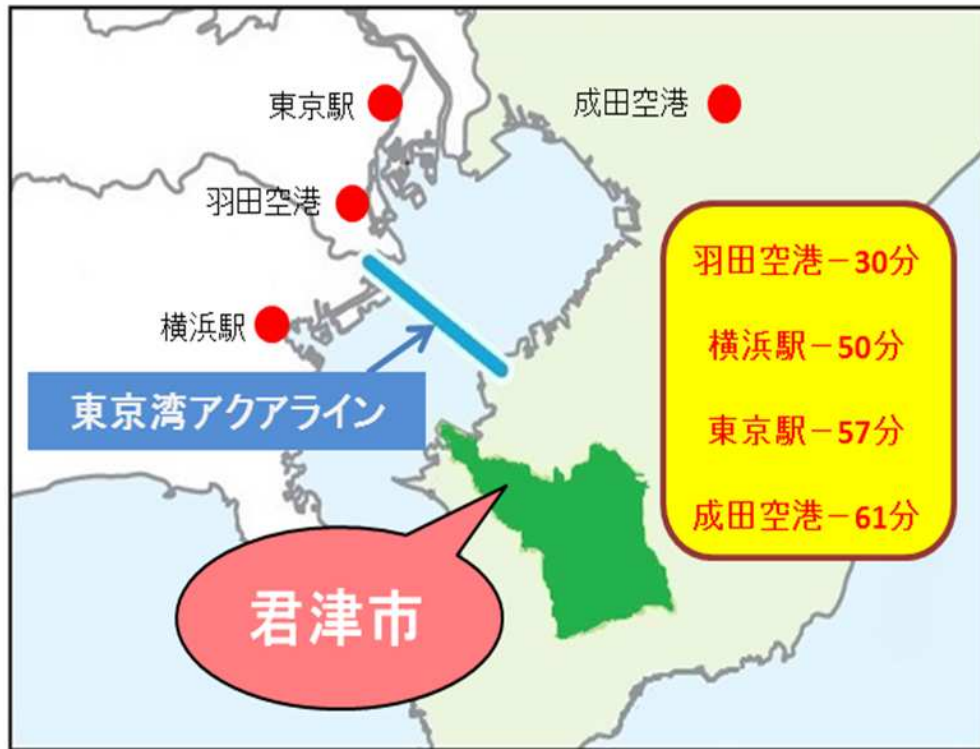 東京駅
成田空港
羽田空港
横浜駅
東京湾アクアライン
君津市
羽田空港－30分
横浜駅－50分
東京駅－57分
成田空港－61分